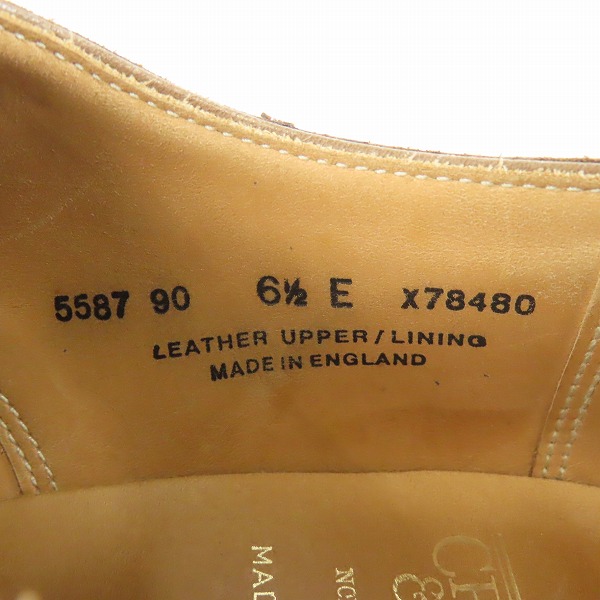 5587 90 6½ E X78480
LEATHER UPPER/LINING
MADE IN ENGLAND
&